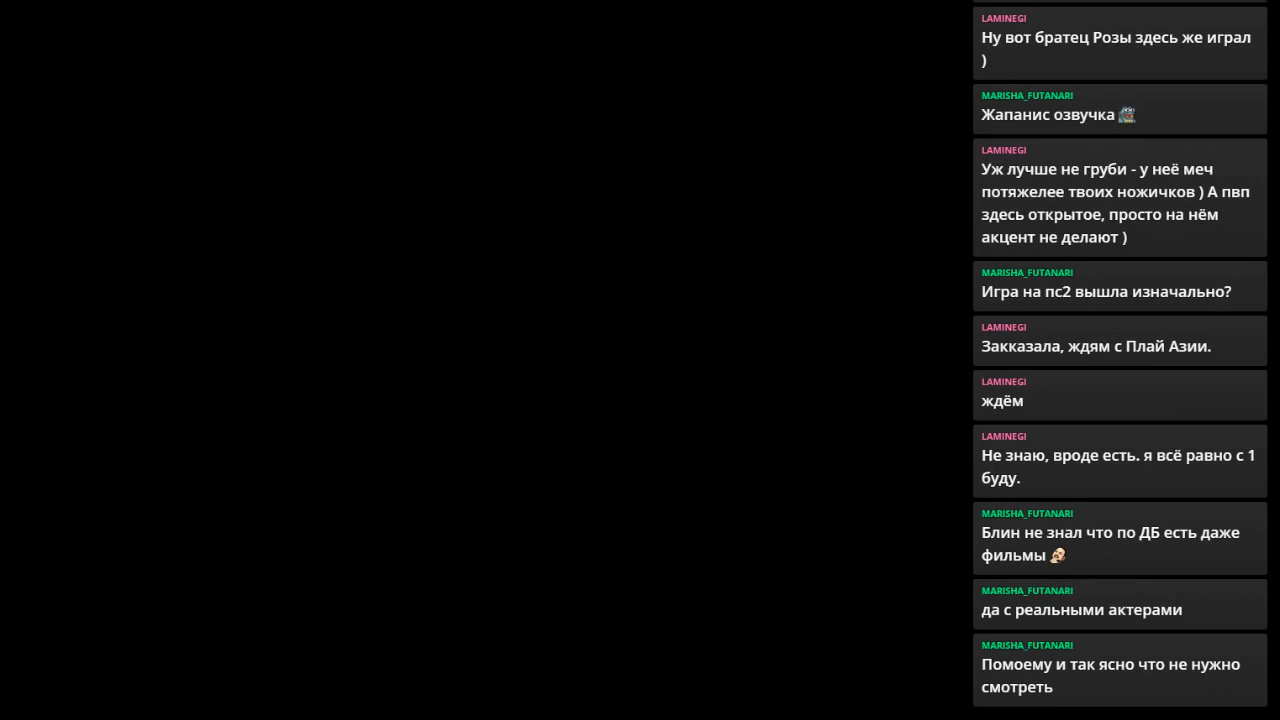 LAMINEGI
Ну вот братец Розы здесь же играл
)
MARISHA_FUTANARI
Жапанис озвучка
LAMINEGI
Уж лучше не груби - у неё меч
потяжелее твоих ножичков ) А пвп
здесь открытое, просто на нём
акцент не делают )
MARISHA_FUTANARI
Игра на пс2 вышла изначально?
LAMINEGI
Закказала, ждям с Плай Азии.
LAMINEGI
ждём
LAMINEGI
Не знаю, вроде есть. я всё равно с 1
буду.
MARISHA_FUTANARI
Блин не знал что по ДБ есть даже
фильмы
MARISHA_FUTANARI
да с реальными актерами
MARISHA_FUTANARI
Помоему и так ясно что не нужно
смотреть